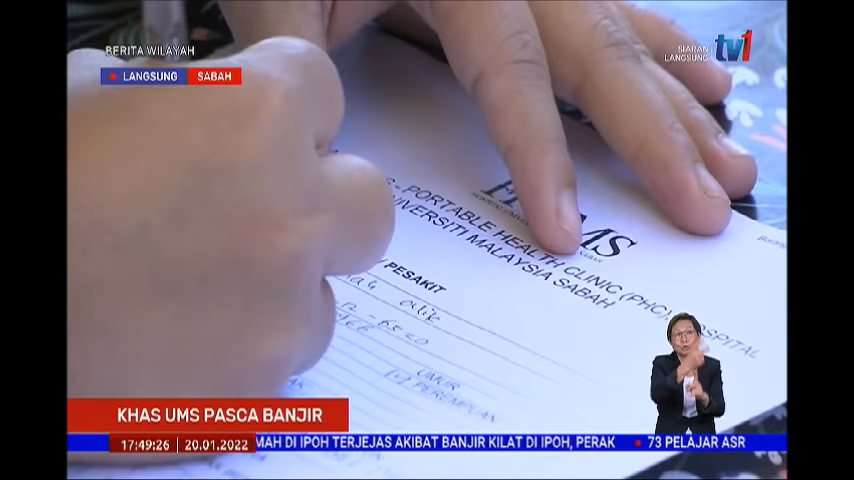 BERITA WILAYAH
LANGSUNG SABAH
SIARAN
LANGSUNG
tv1
MS
- PORTABLE HEALTH CLINIC (PHC), HOSPITAL
UNIVERSITI MALAYSIA SABAH
PESAKIT
UMUR
PEREMPUAN
KHAS UMS PASCA BANJIR
17:49:26 20.01.2022 MAH DI IPOH TERJEJAS AKIBAT BANJIR KILAT DI IPOH, PERAK 73 PELAJAR ASR